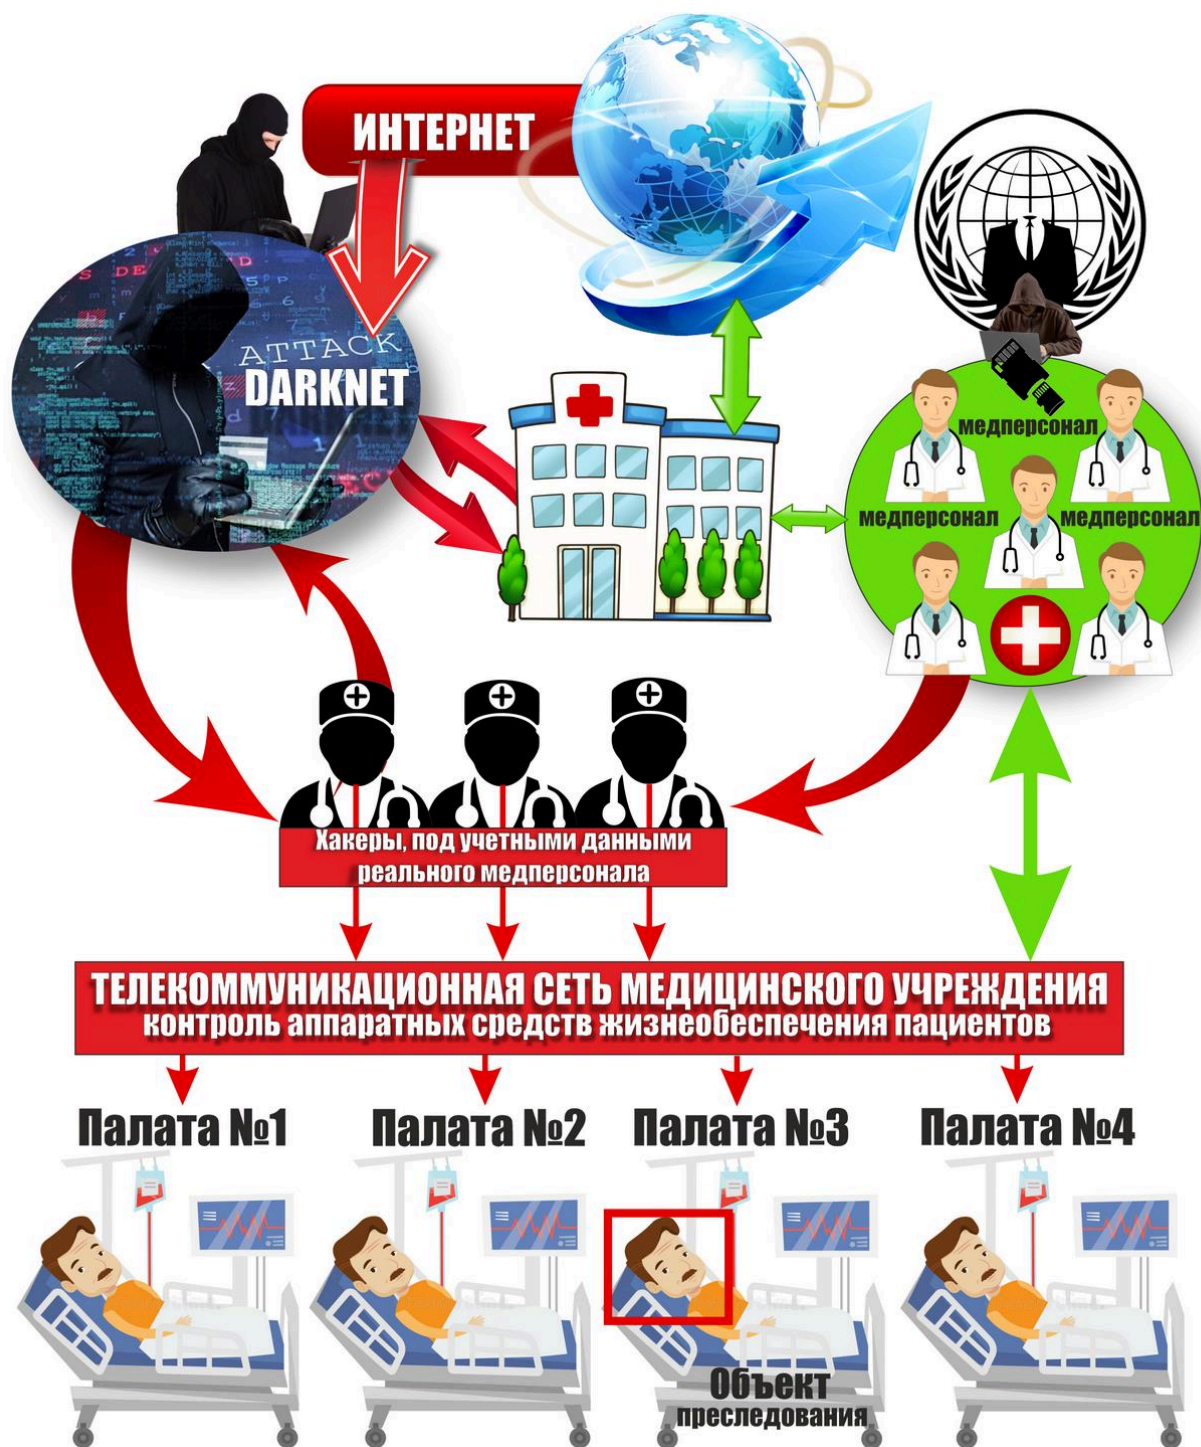 ИНТЕРНЕТ
ATTACK
DARKNET
медперсонал
медперсонал
медперсонал
Хакеры, под учетными данными
реального медперсонала
ТЕЛЕКОММУНИКАЦИОННАЯ СЕТЬ МЕДИЦИНСКОГО УЧРЕЖДЕНИЯ
контроль аппаратных средств жизнеобеспечения пациентов
Палата №1
Палата №2
Палата №3
Палата №4
Объект
преследования